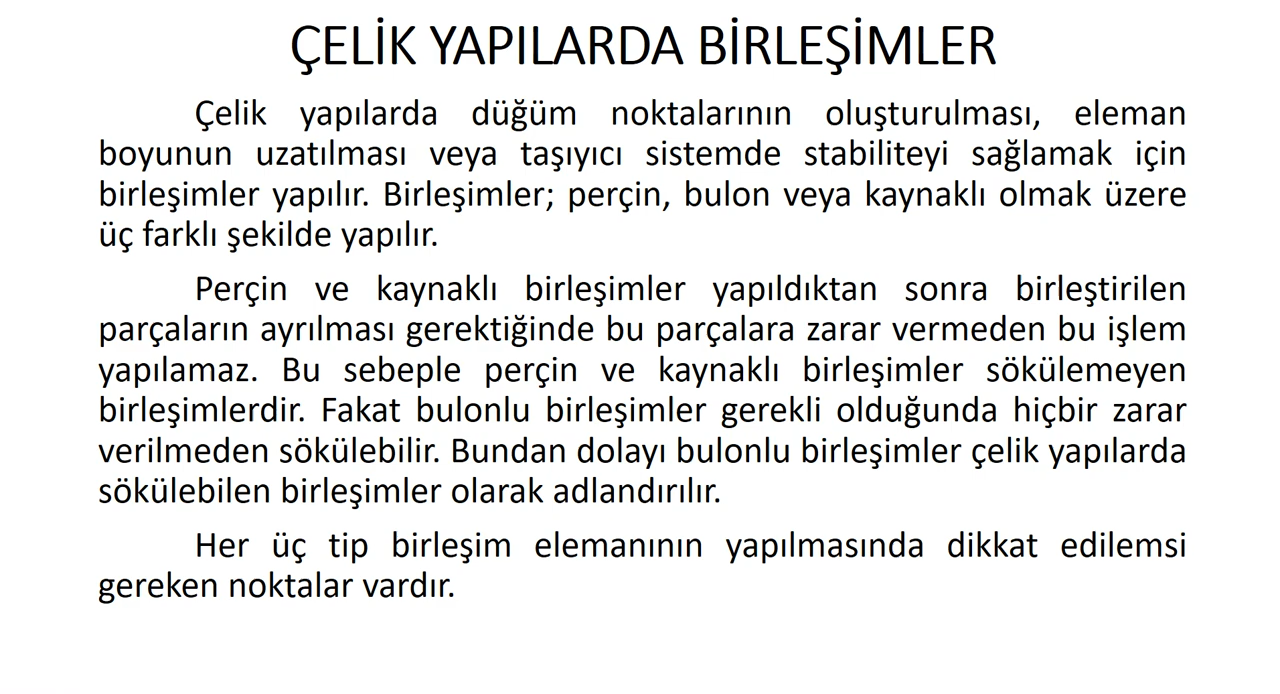 ÇELİK YAPILARDA BİRLEŞİMLER
Çelik yapılarda düğüm noktalarının oluşturulması, eleman
boyunun uzatılması veya taşıyıcı sistemde stabiliteyi sağlamak için
birleşimler yapılır. Birleşimler; perçin, bulon veya kaynaklı olmak üzere
üç farklı şekilde yapılır.
Perçin ve kaynaklı birleşimler yapıldıktan sonra birleştirilen
parçaların ayrılması gerektiğinde bu parçalara zarar vermeden bu işlem
yapılamaz. Bu sebeple perçin ve kaynaklı birleşimler sökülemeyen
birleşimlerdir. Fakat bulonlu birleşimler gerekli olduğunda hiçbir zarar
verilmeden sökülebilir. Bundan dolayı bulonlu birleşimler çelik yapılarda
sökülebilen birleşimler olarak adlandırılır.
Her üç tip birleşim elemanının yapılmasında dikkat edilemsi
gereken noktalar vardır.